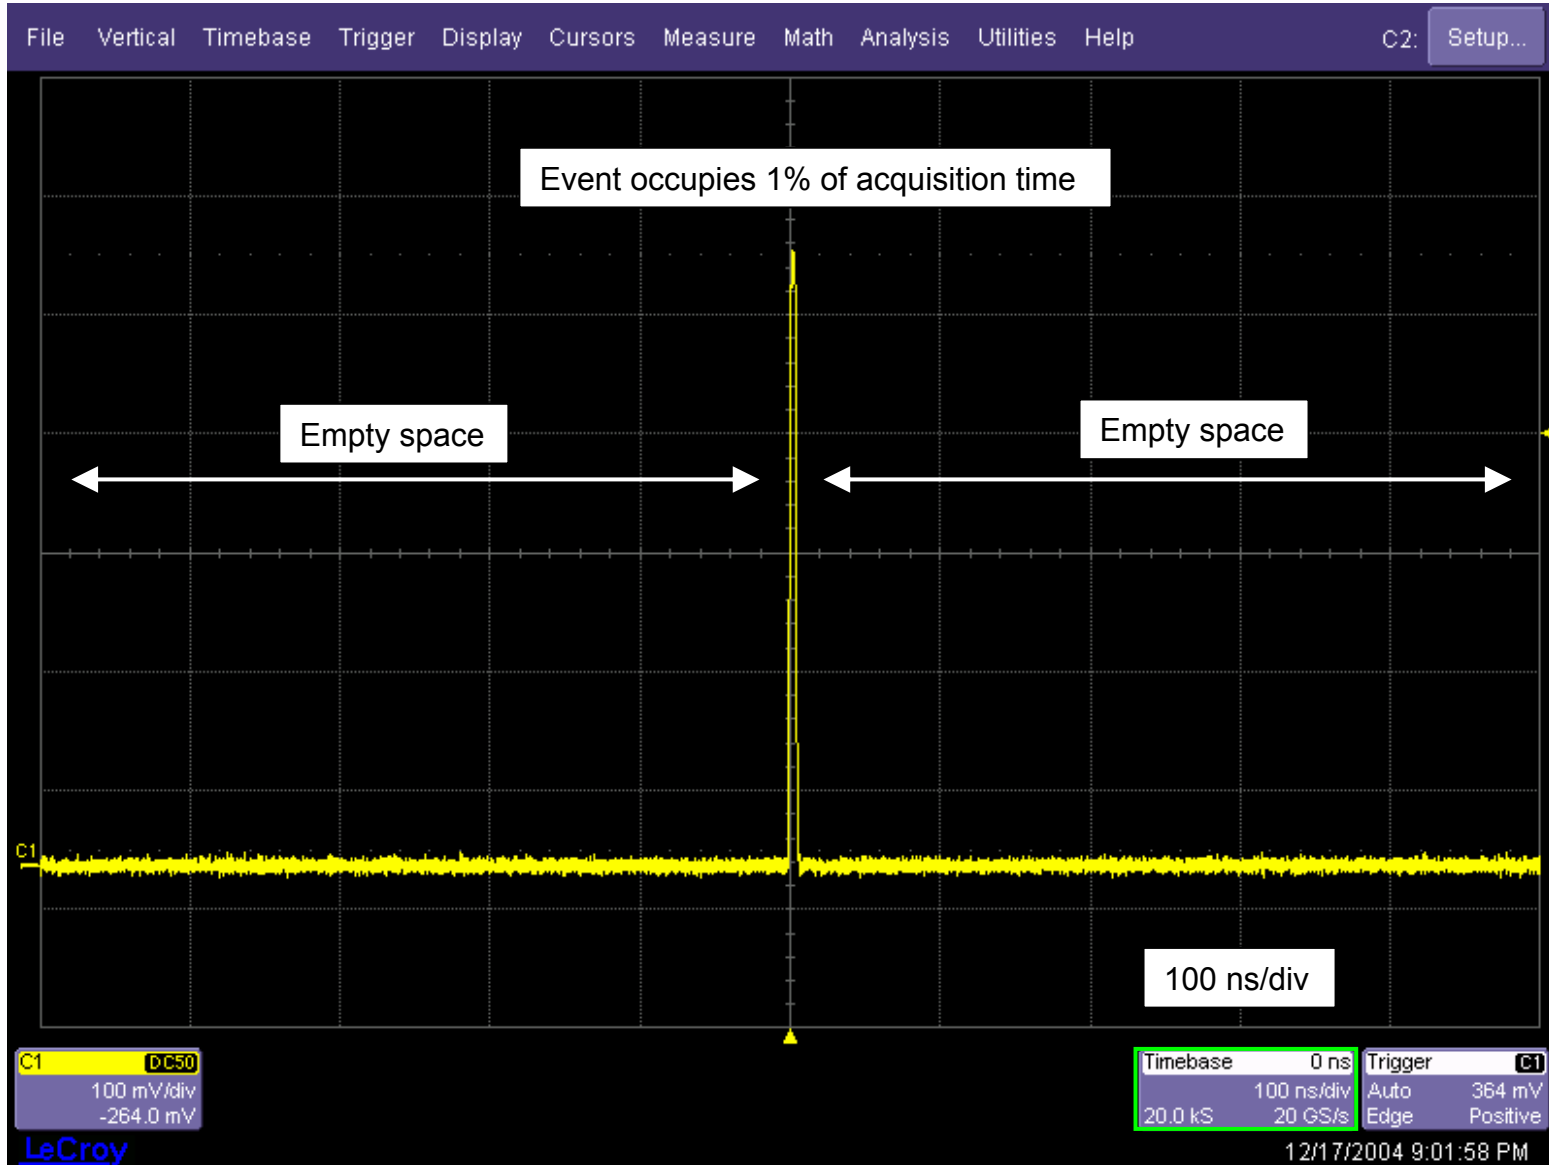 File Vertical Timebase Trigger Display Cursors Measure Math Analysis Utilities Help C2: Setup...
Event occupies 1% of acquisition time
Empty space
Empty space
C1
100 ns/div
C1 DC50
100 mV/div
-264.0 mV
Timebase 0 ns
100 ns/div
20.0 kS 20 GS/s
Trigger C1
Auto 364 mV
Edge Positive
LeCroy
12/17/2004 9:01:58 PM